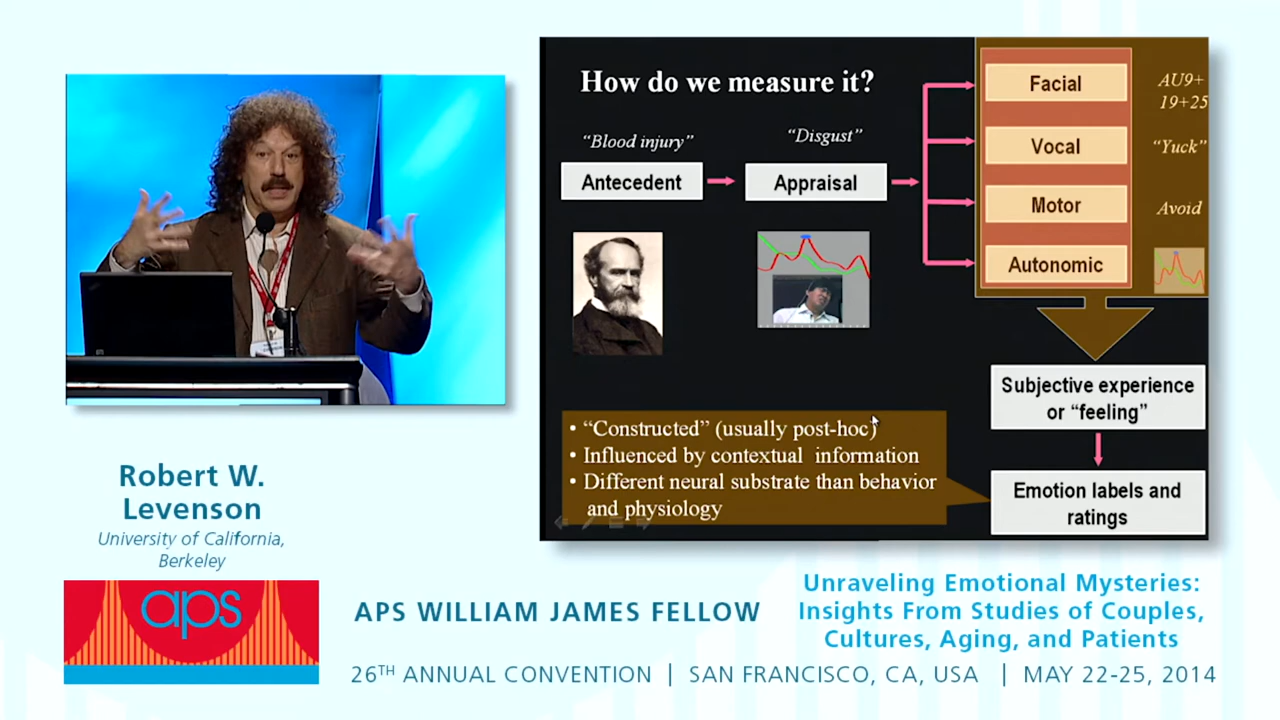 How do we measure it?
"Blood injury"
"Disgust"
Antecedent
Appraisal
Facial
Vocal
Motor
Autonomic
AU9+
19+25
"Yuck"
Avoid
Subjective experience
or "feeling"
Emotion labels and
ratings
• "Constructed" (usually post-hoc)
• Influenced by contextual information
• Different neural substrate than behavior
and physiology
Robert W.
Levenson
University of California,
Berkeley
aps
APS WILLIAM JAMES FELLOW
Unraveling Emotional Mysteries:
Insights From Studies of Couples,
Cultures, Aging, and Patients
26TH ANNUAL CONVENTION | SAN FRANCISCO, CA, USA | MAY 22-25, 2014